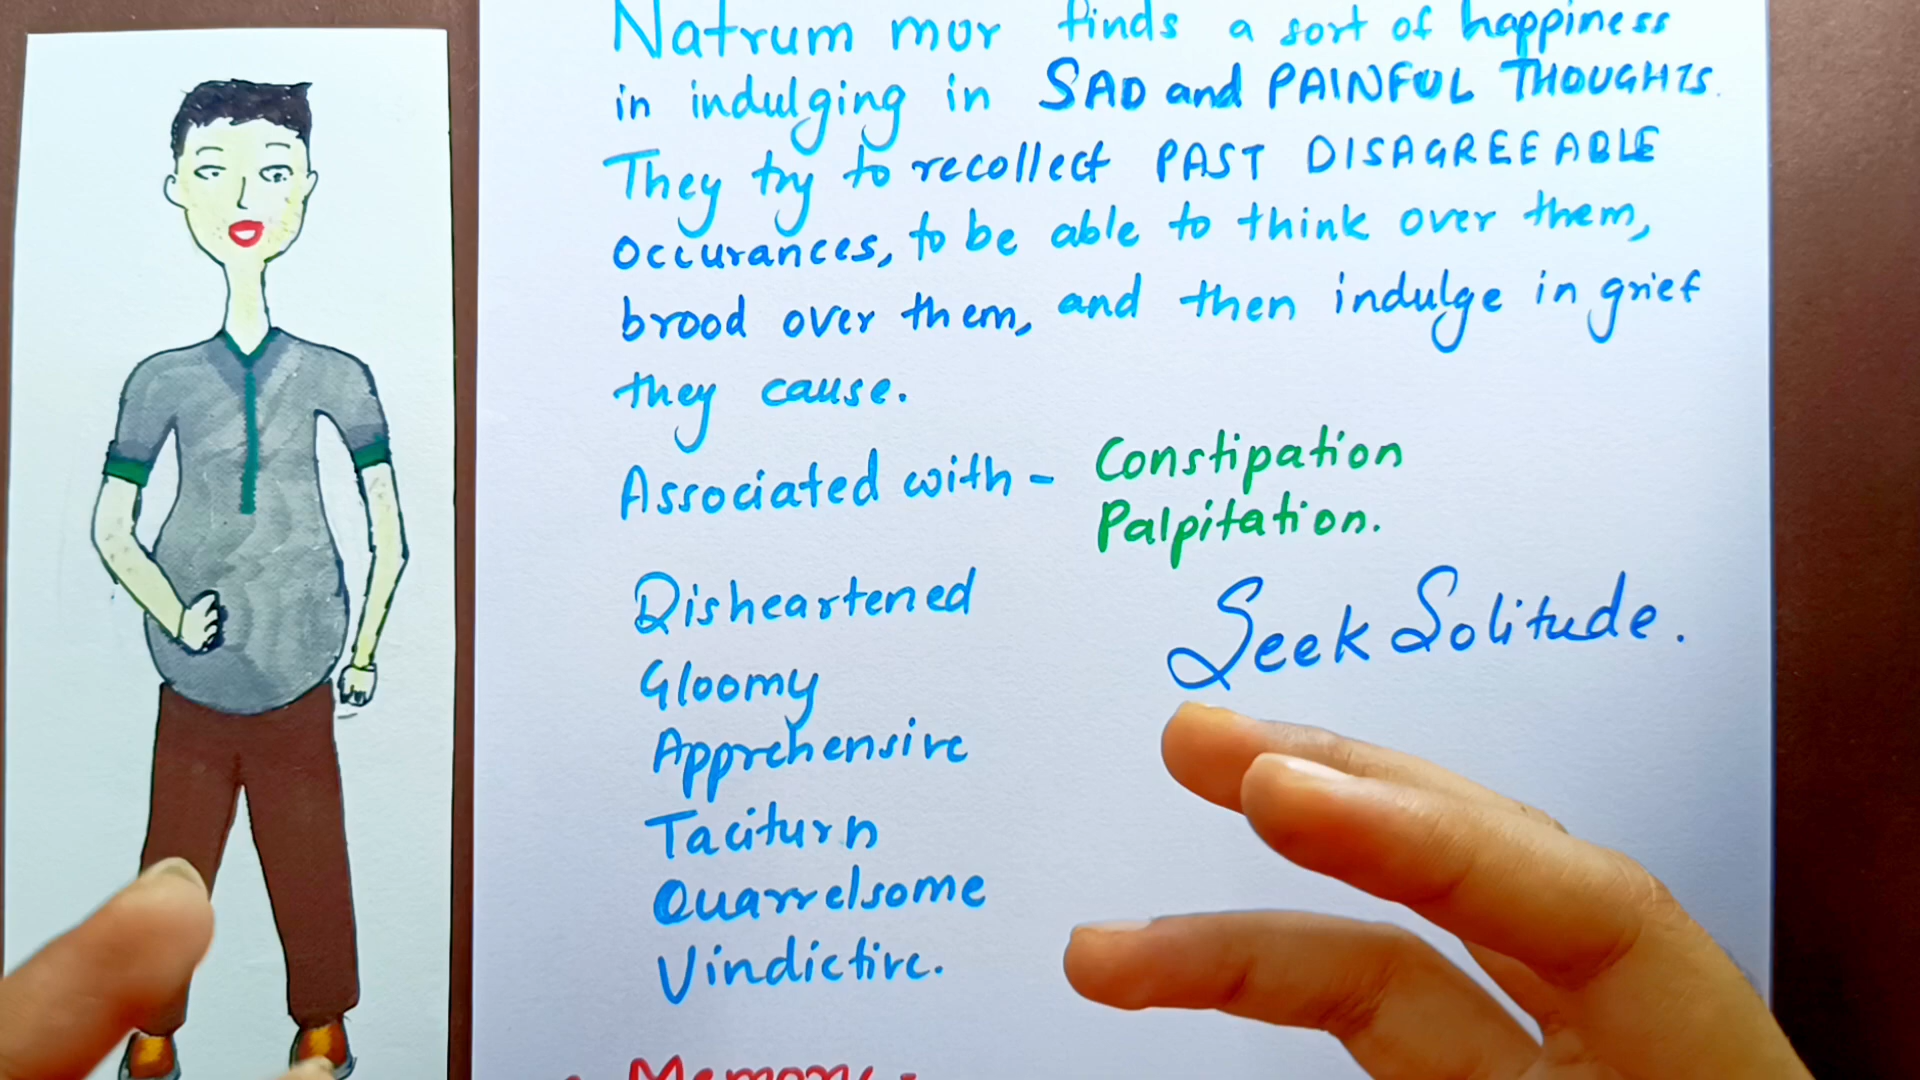 Natrum mur finds a sort of happiness
in indulging in SAD and PAINFUL THOUGHTS.
They try to recollect PAST DISAGREEABLE
occurances, to be able to think over them,
brood over them, and then indulge in grief
they cause.
Associated with - Constipation
Palpitation.
Disheartened
Seek Solitude.
Gloomy
Apprehensive
Taciturn
Quarrelsome
Vindictive.
Memory -